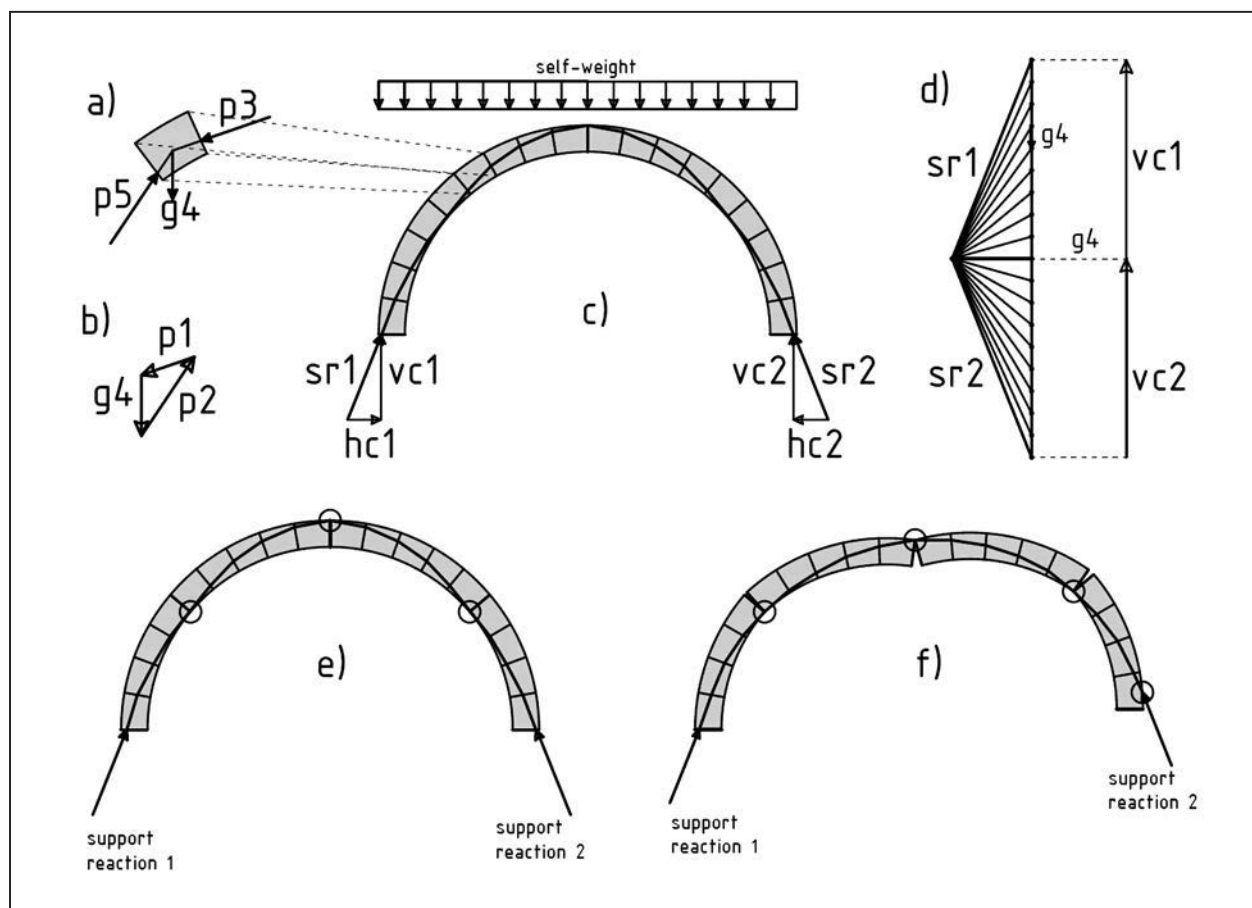 self-weight
a)
p3
p5
g4
b)
p1
g4
p2
c)
sr1
vc1
hc1
vc2
sr2
hc2
d)
sr1
g4
vc1
g4
sr2
vc2
e)
support
reaction 1
support
reaction 2
f)
support
reaction 1
support
reaction 2